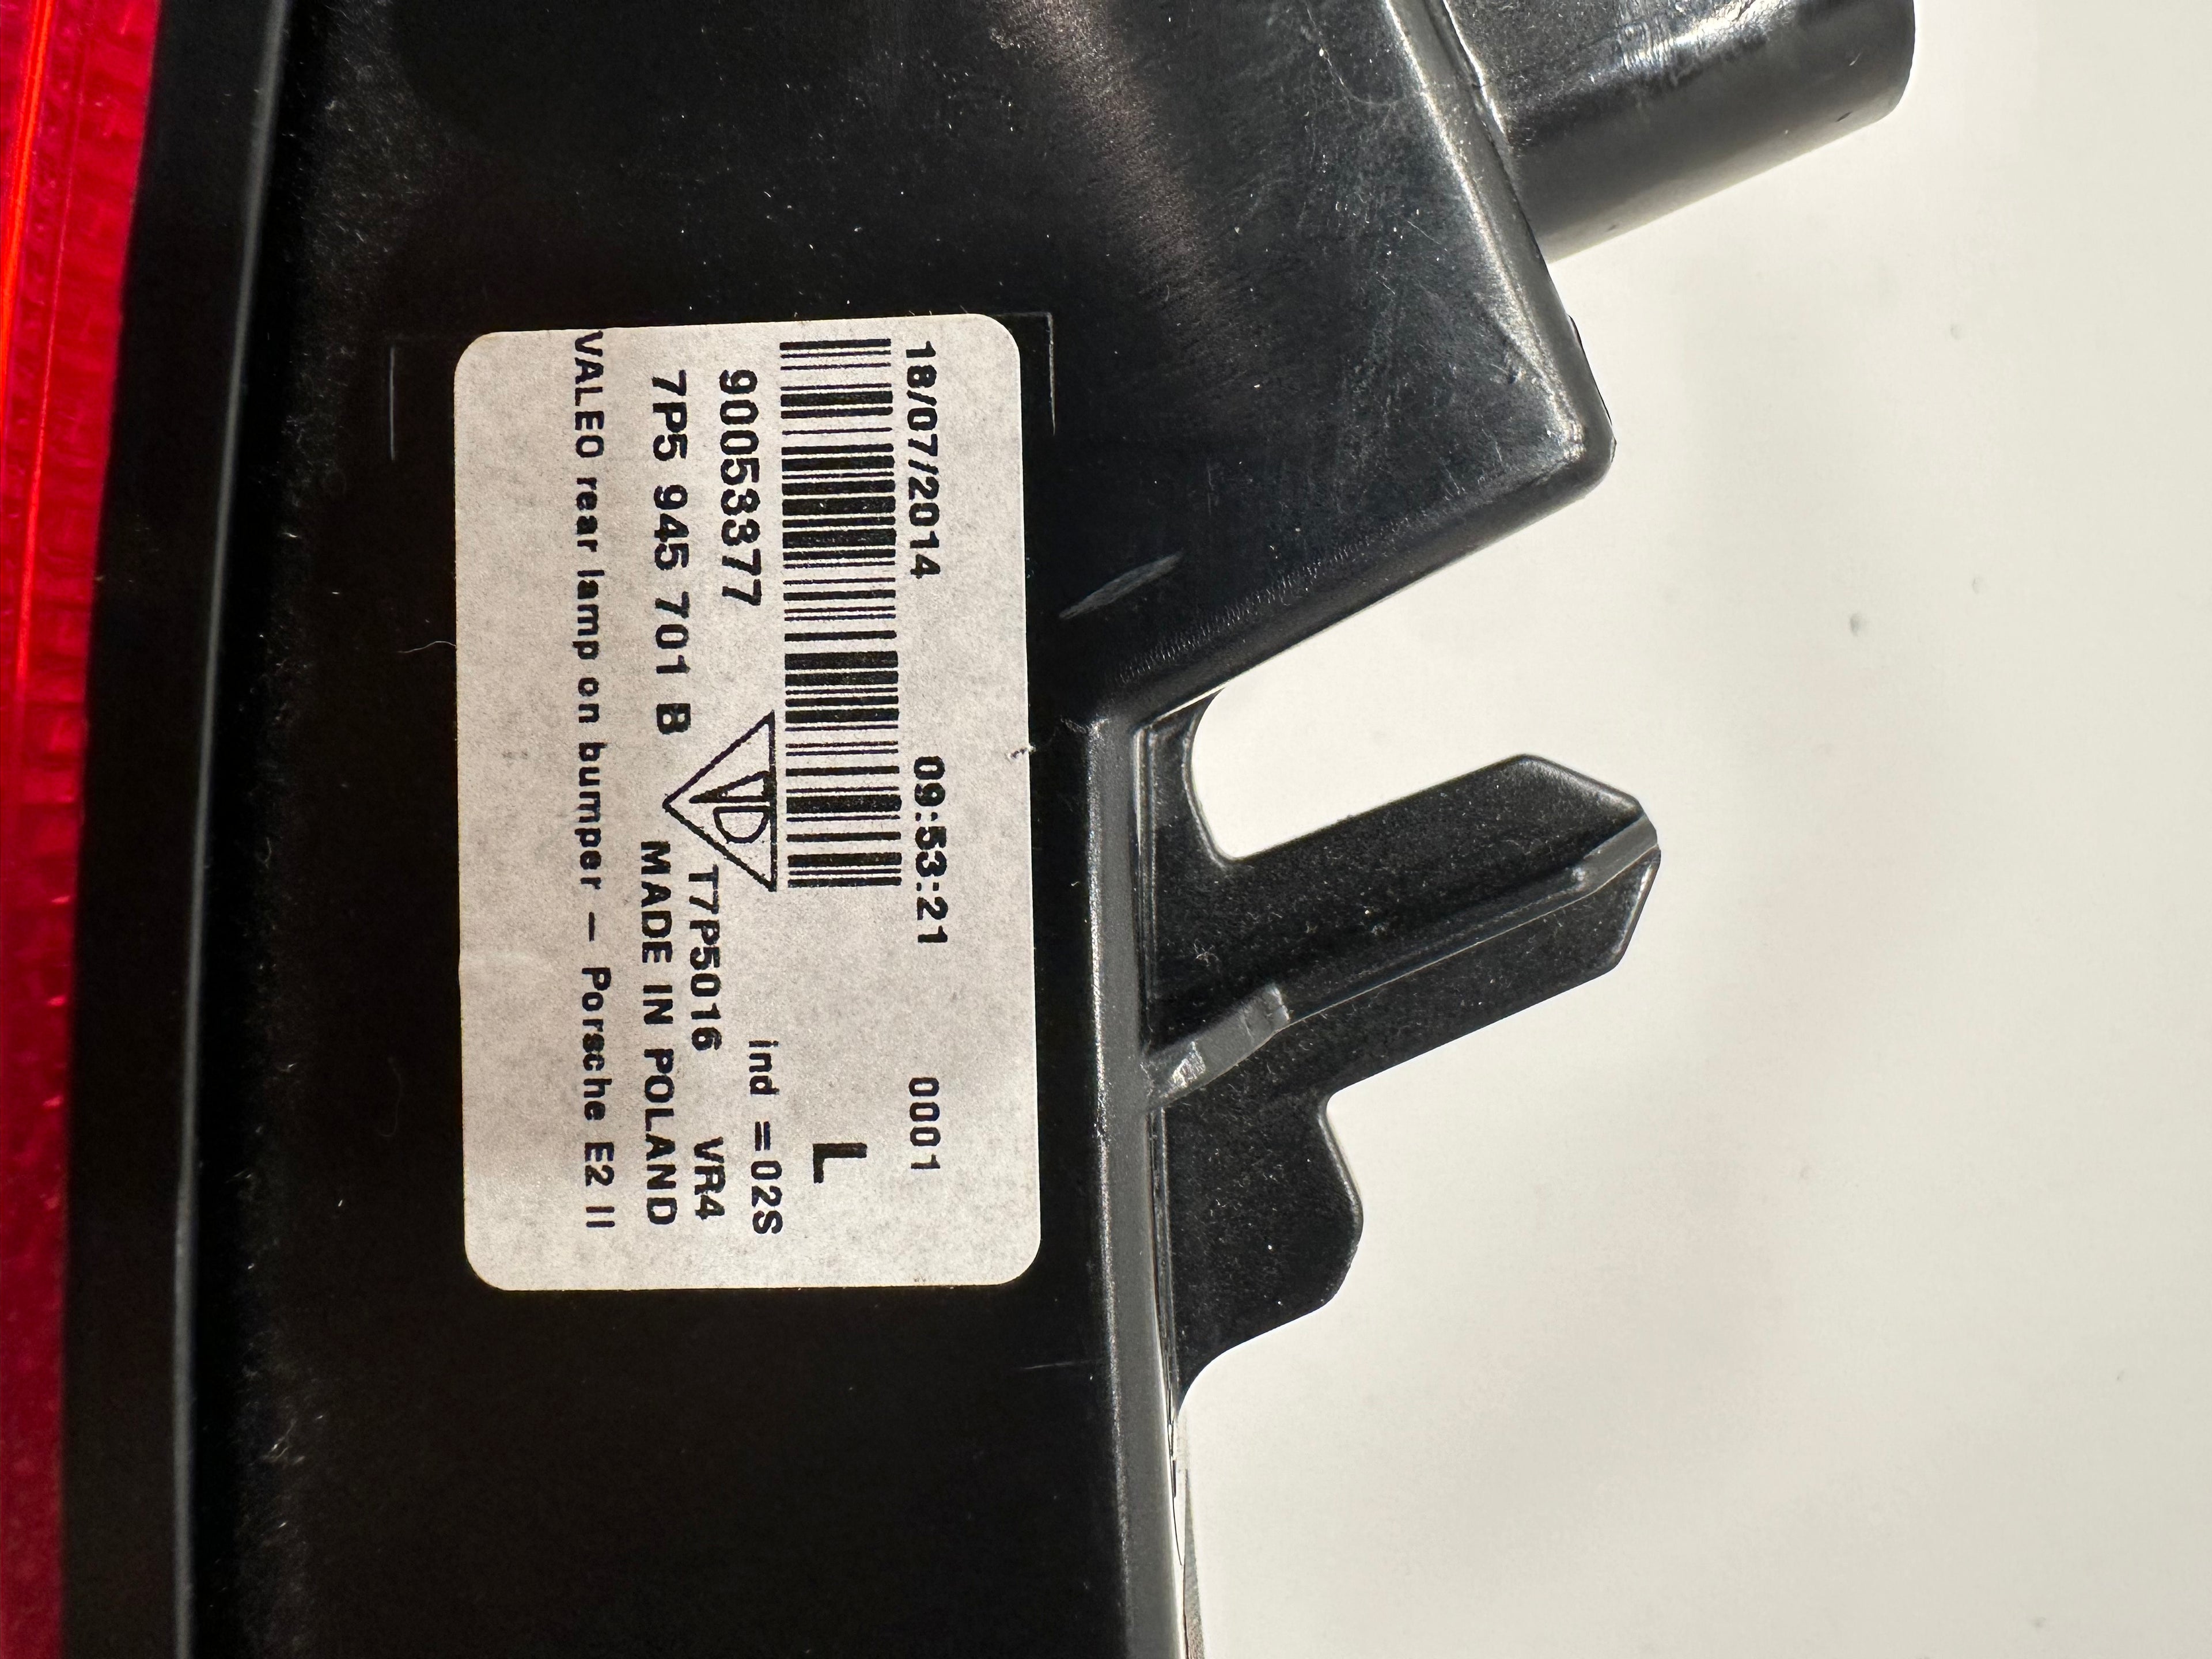 18/07/2014 09:53:21 0001
L
90053377 ind =02S
T7P5016 VR4
7P5 945 701 B MADE IN POLAND
VALEO rear lamp on bumper – Porsche E2 II